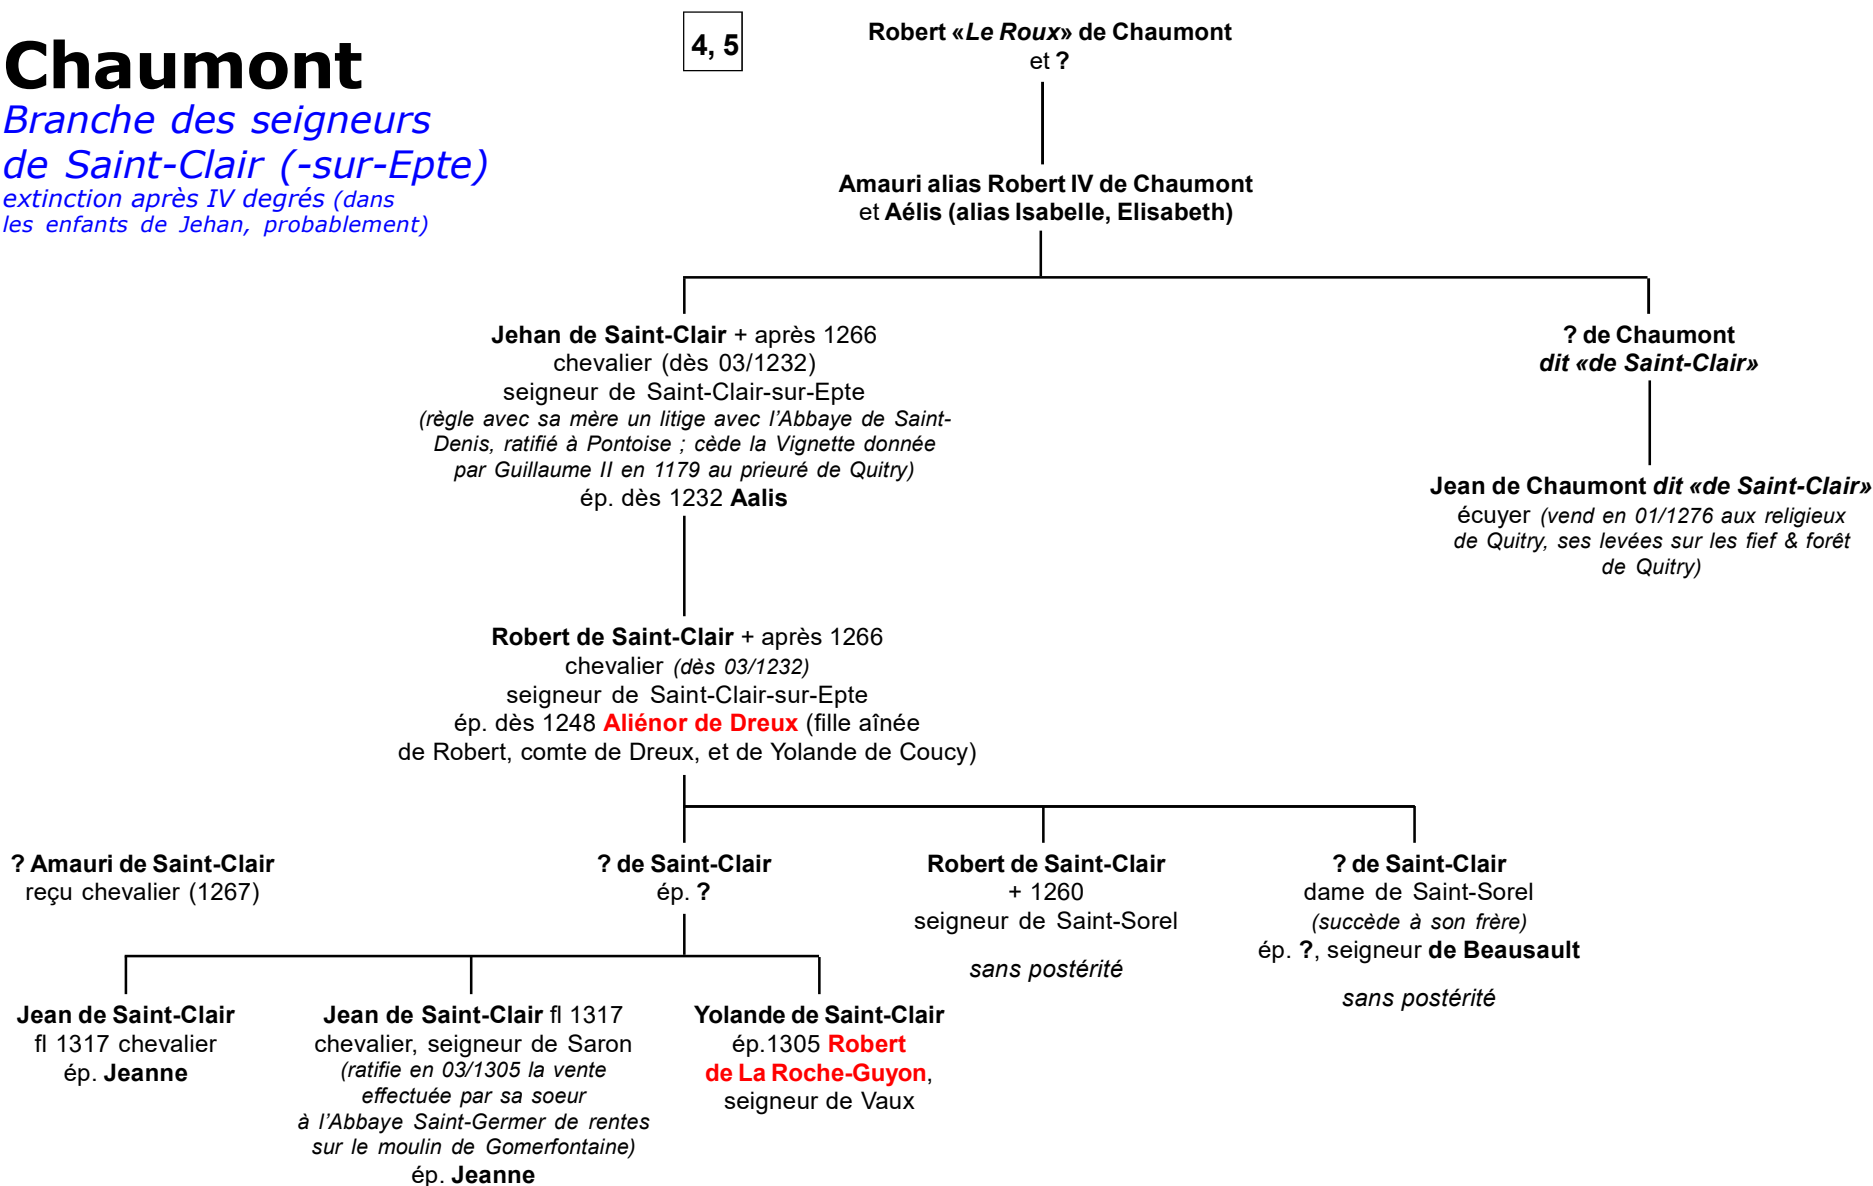 Chaumont
Branche des seigneurs
de Saint-Clair (-sur-Epte)
extinction après IV degrés (dans
les enfants de Jehan, probablement)
4, 5
Robert «Le Roux» de Chaumont
et ?
Amauri alias Robert IV de Chaumont
et Aélis (alias Isabelle, Elisabeth)
Jehan de Saint-Clair + après 1266
chevalier (dès 03/1232)
seigneur de Saint-Clair-sur-Epte
(règle avec sa mère un litige avec l'Abbaye de Saint-
Denis, ratifié à Pontoise ; cède la Vignette donnée
par Guillaume II en 1179 au prieuré de Quitry)
ép. dès 1232 Aalis
? de Chaumont
dit «de Saint-Clair»
Jean de Chaumont dit «de Saint-Clair»
écuyer (vend en 01/1276 aux religieux
de Quitry, ses levées sur les fief & forêt
de Quitry)
Robert de Saint-Clair + après 1266
chevalier (dès 03/1232)
seigneur de Saint-Clair-sur-Epte
ép. dès 1248 Aliénor de Dreux (fille aînée
de Robert, comte de Dreux, et de Yolande de Coucy)
? Amauri de Saint-Clair
reçu chevalier (1267)
? de Saint-Clair
ép. ?
Robert de Saint-Clair
+ 1260
seigneur de Saint-Sorel
sans postérité
? de Saint-Clair
dame de Saint-Sorel
(succède à son frère)
ép. ?, seigneur de Beausault
sans postérité
Jean de Saint-Clair
fl 1317 chevalier
ép. Jeanne
Jean de Saint-Clair fl 1317
chevalier, seigneur de Saron
(ratifie en 03/1305 la vente
effectuée par sa soeur
à l'Abbaye Saint-Germer de rentes
sur le moulin de Gomerfontaine)
ép. Jeanne
Yolande de Saint-Clair
ép.1305 Robert
de La Roche-Guyon,
seigneur de Vaux